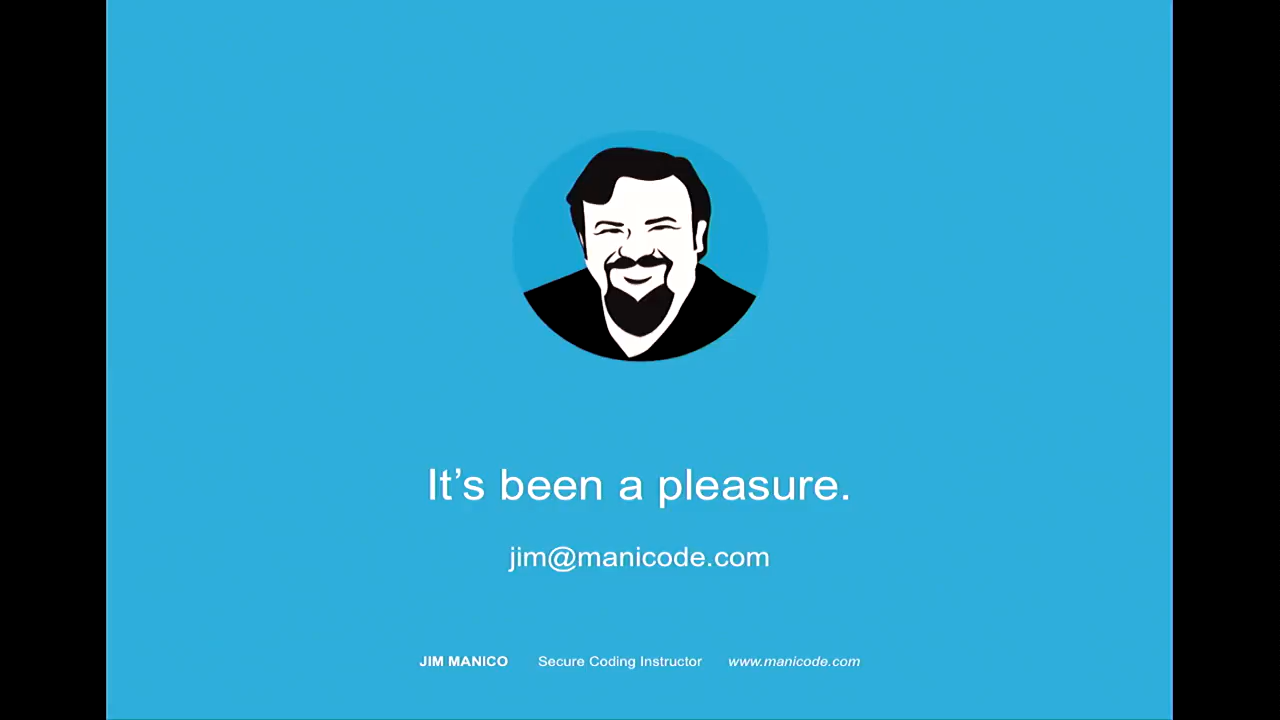 It’s been a pleasure.
jim@manicode.com
JIM MANICO Secure Coding Instructor www.manicode.com